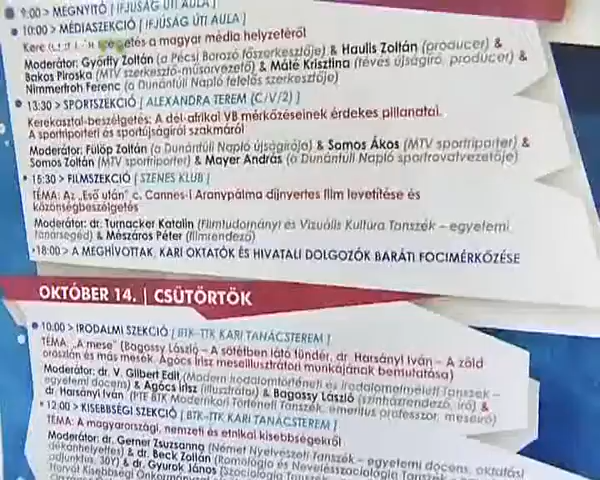 9:00 > MEGNYITÓ [ IFJÚSÁG ÚTI AULA ]
10:00 > MÉDIASZEKCIÓ [ IFJÚSÁG ÚTI AULA ]
a magyar média helyzetéről
Moderátor: Győrffy Zoltán (a Pécsi Borozó főszerkesztője) & Haulis Zoltán (producer) &
Bakos Piroska (MTV szerkesztő-műsorvezető) & Málé Krisztina (tévés újságíró, producer) &
Nimmerfroh Ferenc (a Dunántúli Napló felelős szerkesztője)
13:30 > SPORTSZEKCIÓ [ ALEXANDRA TEREM (C/V/2) ]
Kerekasztal-beszélgetés: A dél-afrikai VB mérkőzéseinek érdekes pillanatai.
A sportriporteri és sportújságírói szakmáról
Moderátor: Fülöp Zoltán (a Dunántúli Napló újságírója) & Somos Ákos (MTV sportriporter) &
Somos Zoltán (MTV sportriporter) & Mayer András (a Dunántúli Napló sportrovatvezetője)
15:30 > FILMSZEKCIÓ [ SZENES KLUB ]
TÉMA: Az „Eső után" c. Cannes-i Aranypálma díjnyertes film levetítése és
közönségbeszélgetés
Moderátor: dr. Turnacker Katalin (Filmtudományi és Vizuális Kultúra Tanszék – egyetemi
tanársegéd) & Mészáros Péter (filmrendező)
18:00 > A MEGHÍVOTTAK, KARI OKTATÓK ÉS HIVATALI DOLGOZÓK BARÁTI FOCIMÉRKŐZÉSE
OKTÓBER 14. | CSÜTÖRTÖK
10:00 > IRODALMI SZEKCIÓ [ BTK–TTK KARI TANÁCSTEREM ]
TÉMA: „A mese" (Bagossy László – A sötétben látó tündér, dr. Harsányi Iván – A zöld
oroszlán és más mesék, Agócs Írisz meseillusztrátori munkájának bemutatása)
Moderátor: dr. V. Gilbert Edit (Modern Irodalomtörténeti és Irodalomelméleti Tanszék –
egyetemi docens) & Agócs Írisz (illusztrátor) & Bagossy László (színházrendező, író) &
dr. Harsányi Iván (PTE BTK Modernkori Történeti Tanszék, emeritus professzor, meseíró)
12:00 > KISEBBSÉGI SZEKCIÓ [ BTK–TTK KARI TANÁCSTEREM ]
TÉMA: A magyarországi, nemzeti és etnikai kisebbségekről
Moderátor: dr. Gerner Zsuzsanna (Német Nyelvészeti Tanszék – egyetemi docens, oktatási
dékánhelyettes) & dr. Beck Zoltán (Romológia és Nevelésszociológia Tanszék –
adjunktus, 30Y) & dr. Gyurok János (Szociológia
Horvát Kisebbségi